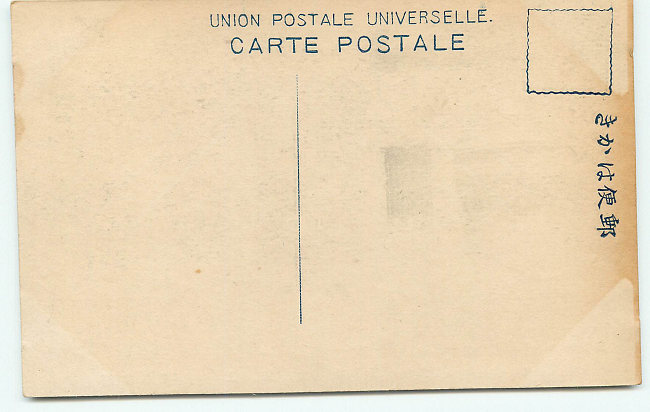 UNION POSTALE UNIVERSELLE.
CARTE POSTALE
郵便はかき